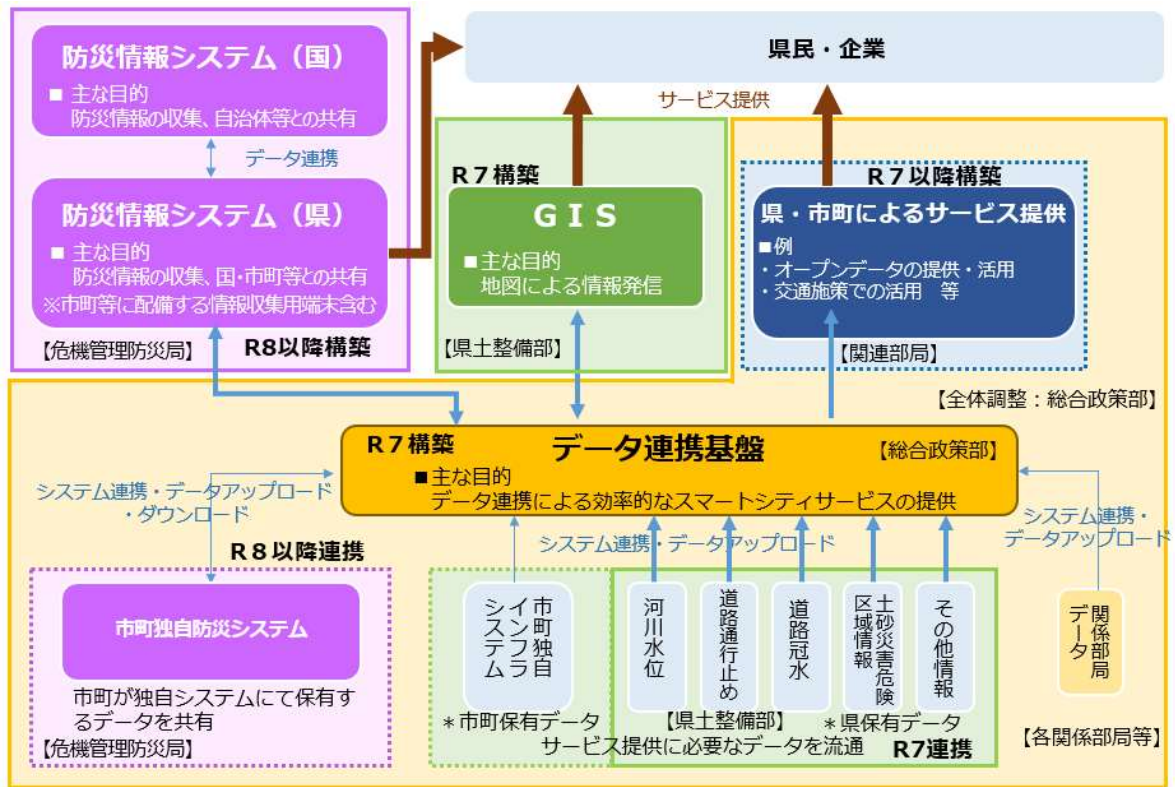 防災情報システム(国)
■ 主な目的
防災情報の収集、自治体等との共有
データ連携
防災情報システム(県)
■ 主な目的
防災情報の収集、国・市町等との共有
※市町等に配備する情報収集用端末含む
【危機管理防災局】
R8以降構築
県民・企業
サービス提供
R7構築
GIS
■主な目的
地図による情報発信
【県土整備部】
R7以降構築
県・市町によるサービス提供
■例
・オープンデータの提供・活用
・交通施策での活用 等
【関連部局】
【全体調整:総合政策部】
R7構築
データ連携基盤
【総合政策部】
■主な目的
データ連携による効率的なスマートシティサービスの提供
システム連携・データアップロード
・ダウンロード
R8以降連携
市町独自防災システム
市町が独自システムにて保有す
るデータを共有
【危機管理防災局】
システム連携・データアップロード
市町独自
インフラ
システム
河川水位
道路通行止め
道路冠水
土砂災害危険
区域情報
その他情報
*市町保有データ
【県土整備部】
*県保有データ
サービス提供に必要なデータを流通
R7連携
システム連携・
データアップロード
関係部局
データ
【各関係部局等】